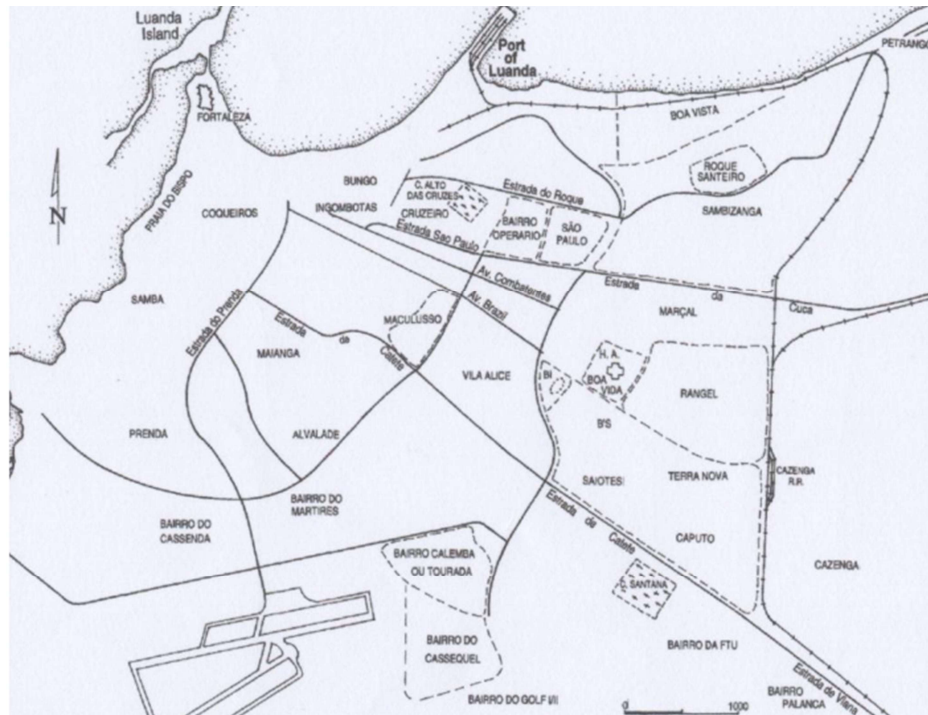 Luanda
Island
Port
of
Luanda
PETRANGO
FORTALEZA
BOA VISTA
ROQUE
SANTEIRO
N
PRAIA DO BISPO
COQUEIROS
BUNGO
INGOMBOTAS
C. ALTO
DAS CRUZES
CRUZEIRO
Estrada do Roque
BAIRRO
OPERARIO
SÃO
PAULO
SAMBIZANGA
Estrada Sao Paulo
Av. Combatentes
Av. Brazil
Estrada da Cuca
SAMBA
Estrada do Prenda
MACULUSSO
MARÇAL
Estrada da Catete
MAIANGA
VILA ALICE
BI
H. A.
BOA
VIDA
RANGEL
B'S
PRENDA
ALVALADE
SAIOTESI
TERRA NOVA
CAZENGA
R.R.
BAIRRO DO
MARTIRES
BAIRRO DO
CASSENDA
Estrada da Catete
CAPUTO
CAZENGA
BAIRRO CALEMBA
OU TOURADA
C. SANTANA
BAIRRO DO
CASSEQUEL
BAIRRO DA FTU
Estrada de Viana
BAIRRO DO GOLF I/II
BAIRRO
PALANCA
0 1000